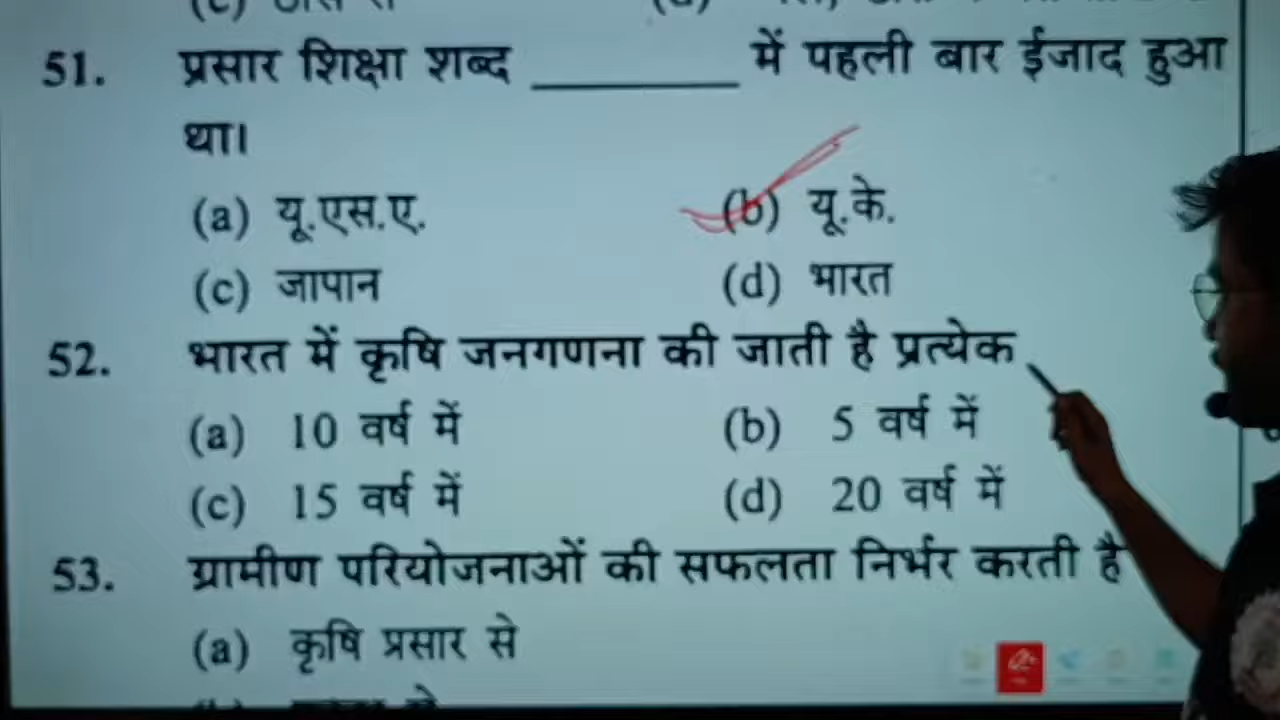 51. प्रसार शिक्षा शब्द __________ में पहली बार ईजाद हुआ
था।
(a) यू.एस.ए. (b) यू.के.
(c) जापान (d) भारत
52. भारत में कृषि जनगणना की जाती है प्रत्येक
(a) 10 वर्ष में (b) 5 वर्ष में
(c) 15 वर्ष में (d) 20 वर्ष में
53. ग्रामीण परियोजनाओं की सफलता निर्भर करती है
(a) कृषि प्रसार से